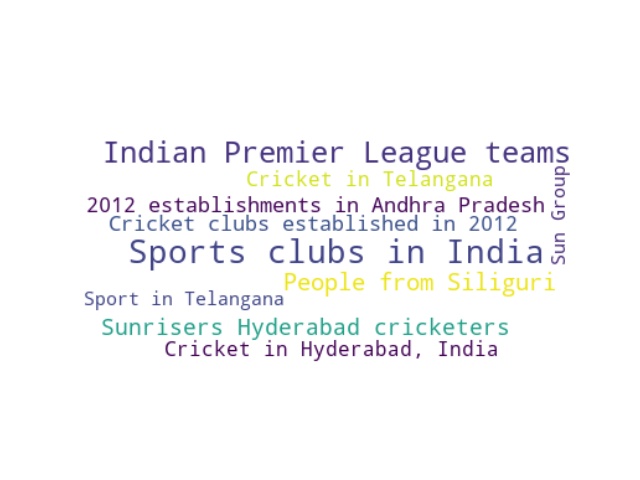 Indian Premier League teams
Cricket in Telangana
Sun Group
2012 establishments in Andhra Pradesh
Cricket clubs established in 2012
Sports clubs in India
People from Siliguri
Sport in Telangana
Sunrisers Hyderabad cricketers
Cricket in Hyderabad, India